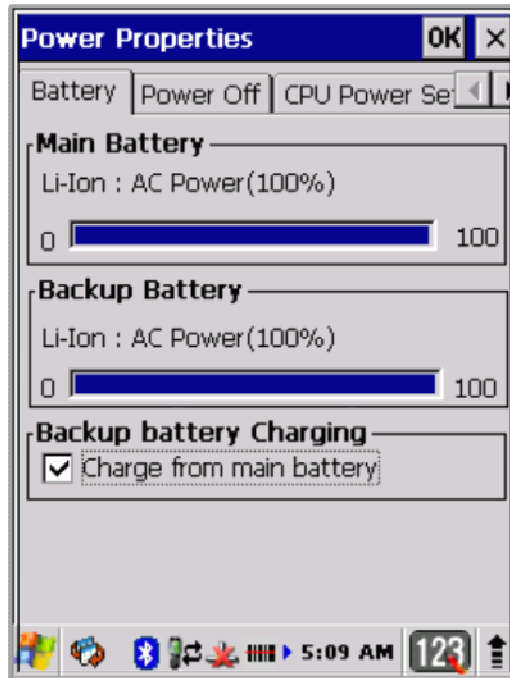 Power Properties OK ×
Battery Power Off CPU Power Set
Main Battery
Li-Ion : AC Power(100%)
0 100
Backup Battery
Li-Ion : AC Power(100%)
0 100
Backup battery Charging
Charge from main battery
5:09 AM 123